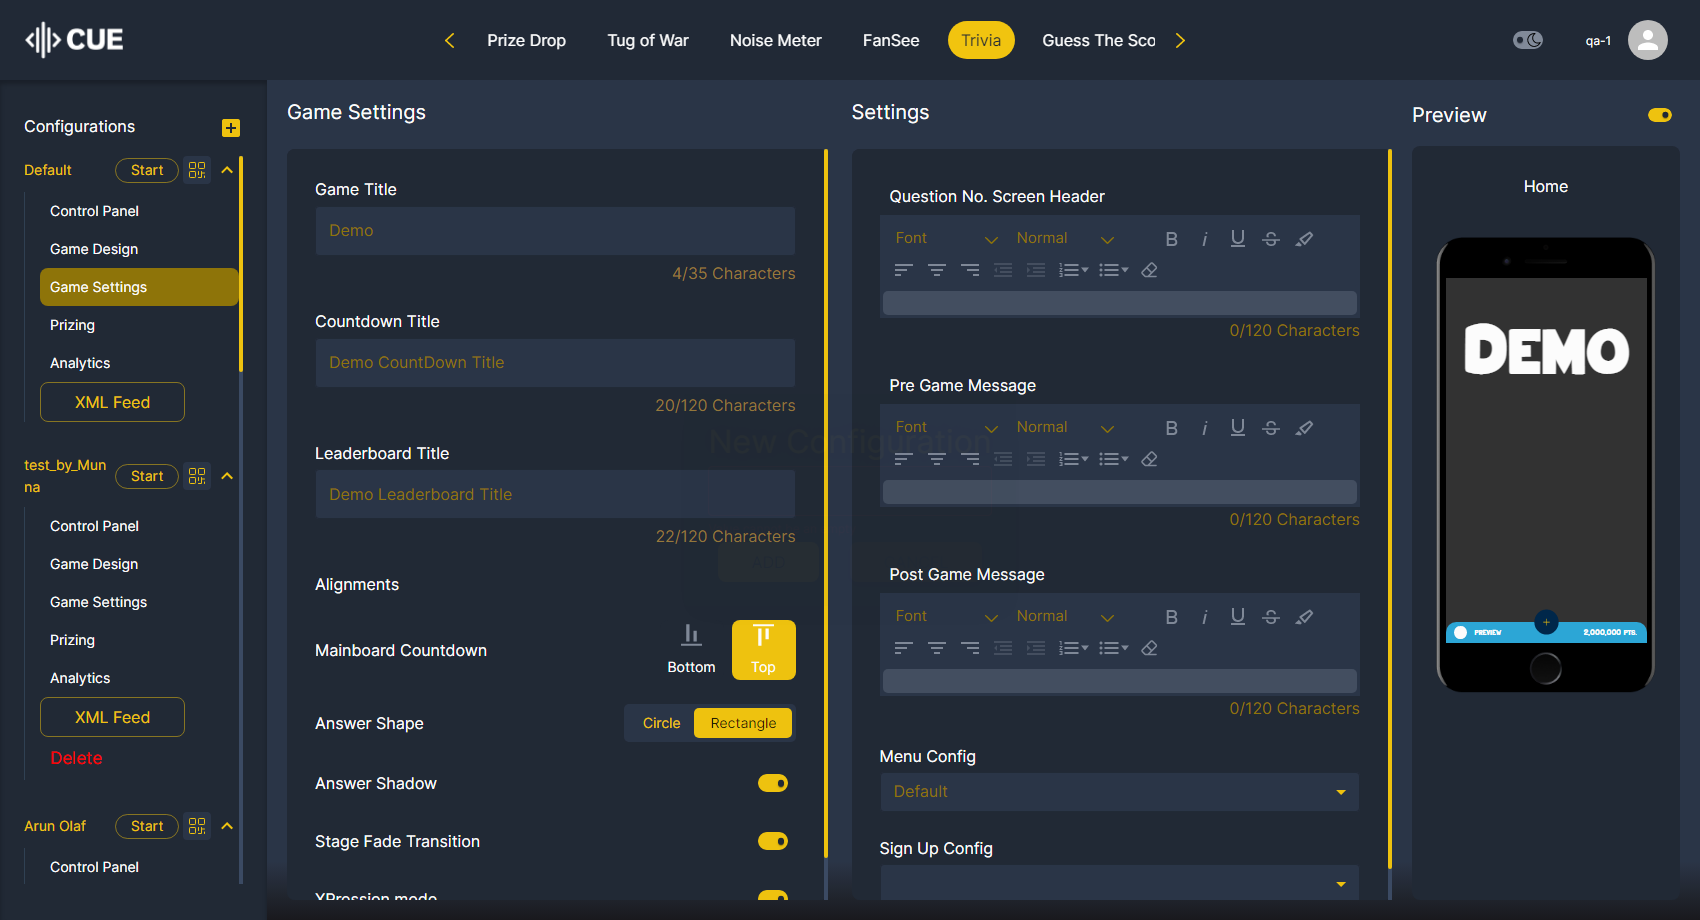 CUE
Prize Drop
Tug of War
Noise Meter
FanSee
Trivia
Guess The Sco
qa-1
Configurations
Default
Start
Control Panel
Game Design
Game Settings
Prizing
Analytics
XML Feed
test_by_Mun
na
Start
Control Panel
Game Design
Game Settings
Prizing
Analytics
XML Feed
Delete
Arun Olaf
Start
Control Panel
Game Settings
Game Title
Demo
4/35 Characters
Countdown Title
Demo CountDown Title
20/120 Characters
Leaderboard Title
Demo Leaderboard Title
22/120 Characters
Alignments
Mainboard Countdown
Bottom
Top
Answer Shape
Circle
Rectangle
Answer Shadow
Stage Fade Transition
XPression mode
New Configuration
Settings
Question No. Screen Header
Font
Normal
B i U S
0/120 Characters
Pre Game Message
Font
Normal
B i U S
0/120 Characters
Post Game Message
Font
Normal
B i U S
0/120 Characters
Menu Config
Default
Sign Up Config
Preview
Home
DEMO
PREVIEW
2,000,000 PTS.